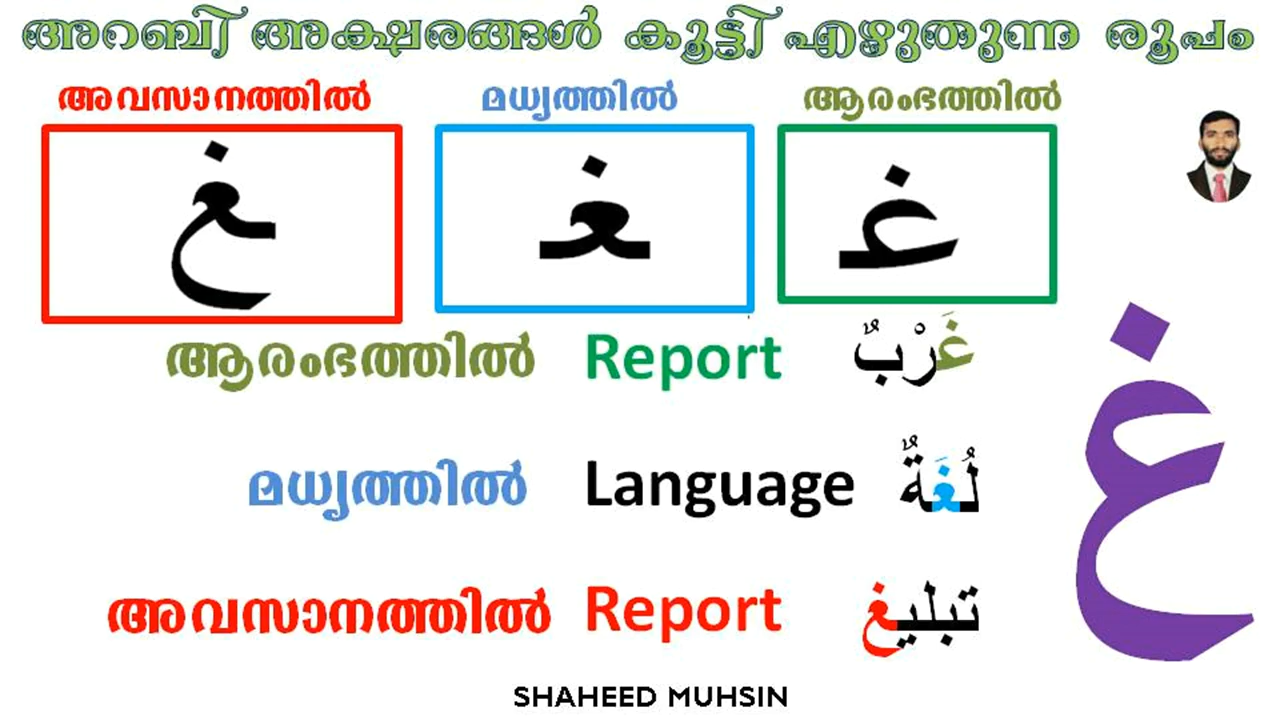 അറബി അക്ഷരങ്ങൾ കൂട്ടി എഴുതുന്ന രൂപം
അവസാനത്തിൽ മധ്യത്തിൽ ആരംഭത്തിൽ
ـغ ـغـ غـ
ആരംഭത്തിൽ Report غَرْبٌ
غ
മധ്യത്തിൽ Language لُغَةٌ
അവസാനത്തിൽ Report تبليغ
SHAHEED MUHSIN